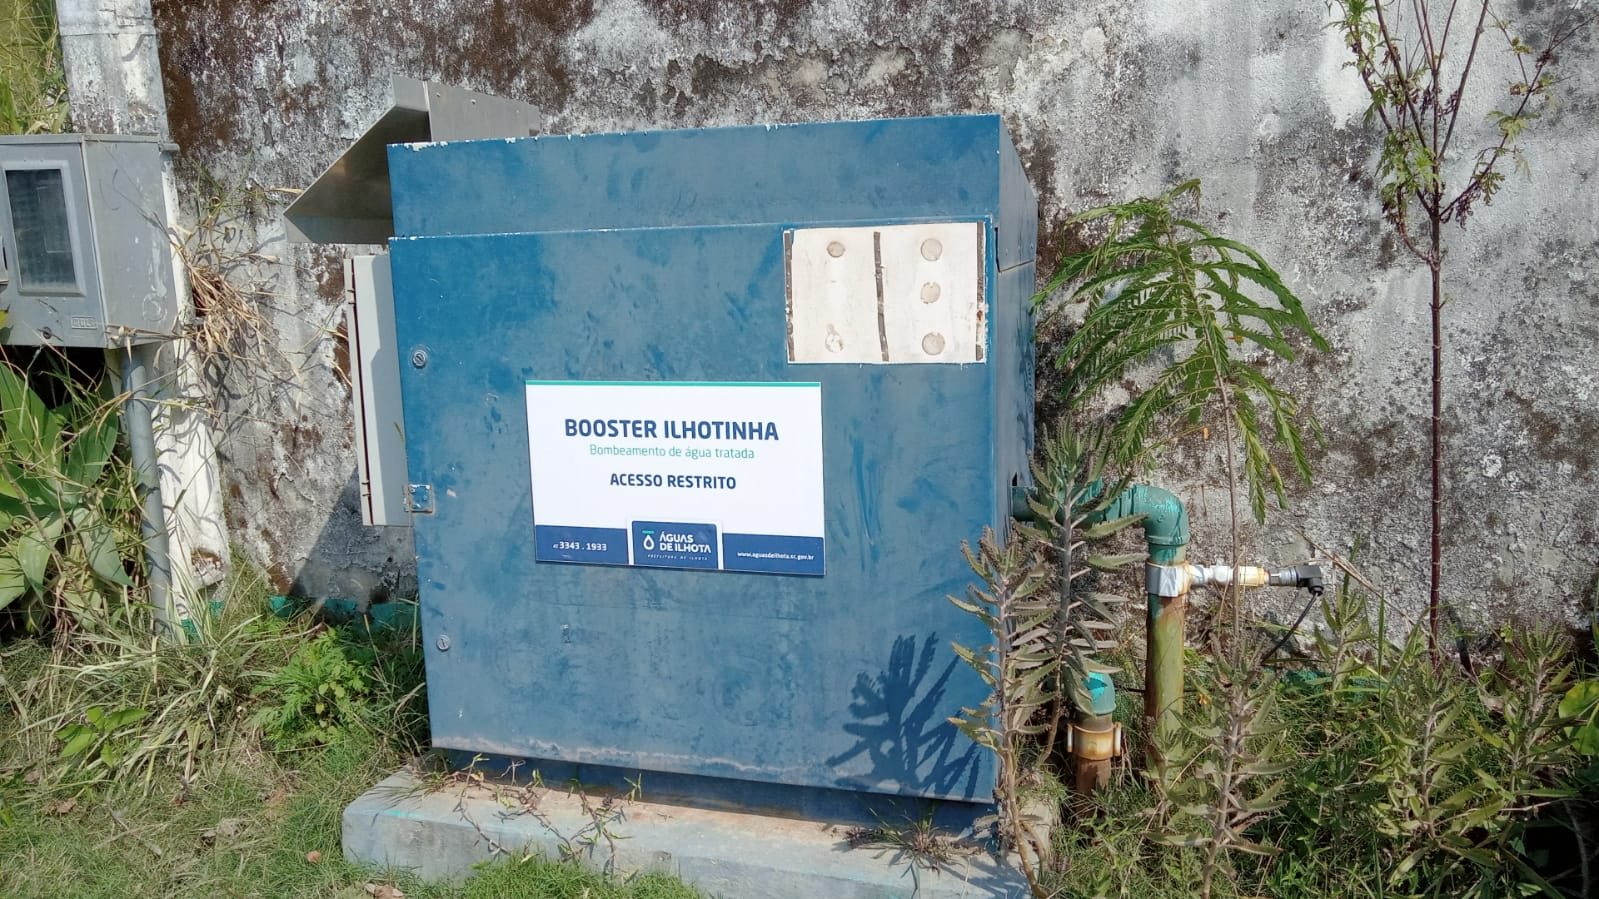 BOOSTER ILHOTINHA
Bombeamento de água tratada
ACESSO RESTRITO
47 3343 . 1933
ÁGUAS
DE ILHOTA
PREFEITURA DE ILHOTA
www.aguasdeilhota.sc.gov.br